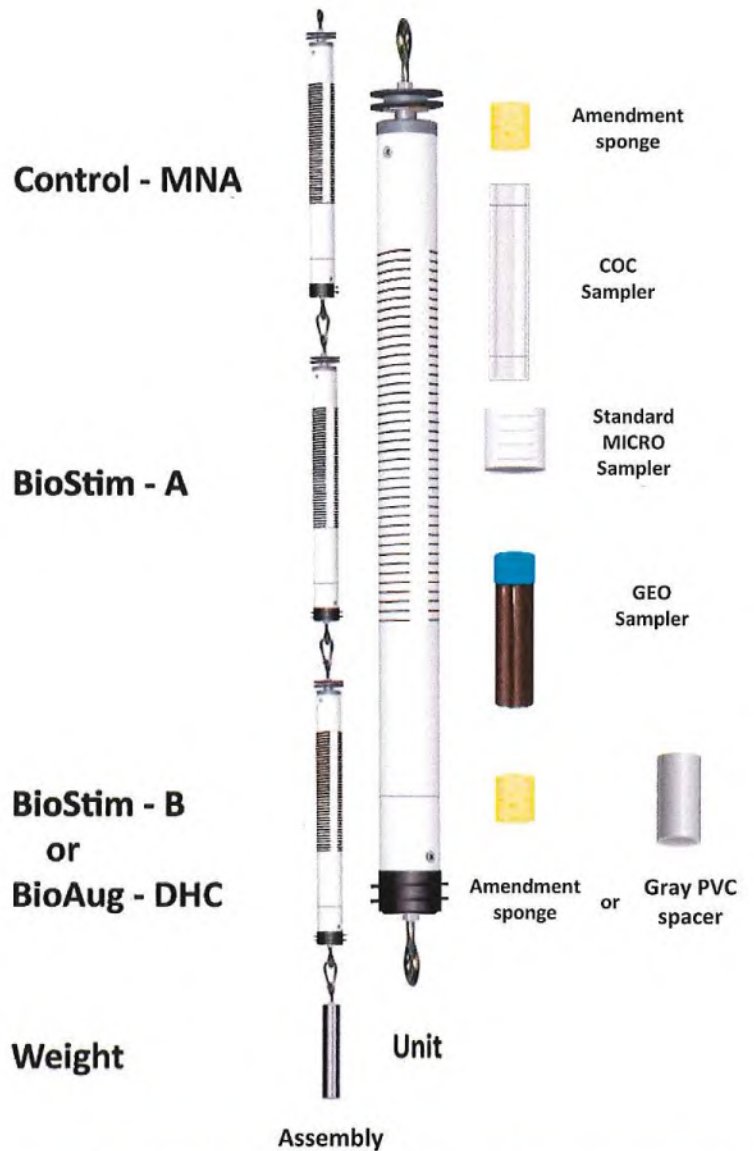 Control - MNA
BioStim - A
BioStim - B
or
BioAug - DHC
Weight
Assembly
Unit
Amendment
sponge
COC
Sampler
Standard
MICRO
Sampler
GEO
Sampler
Amendment
sponge
or
Gray PVC
spacer